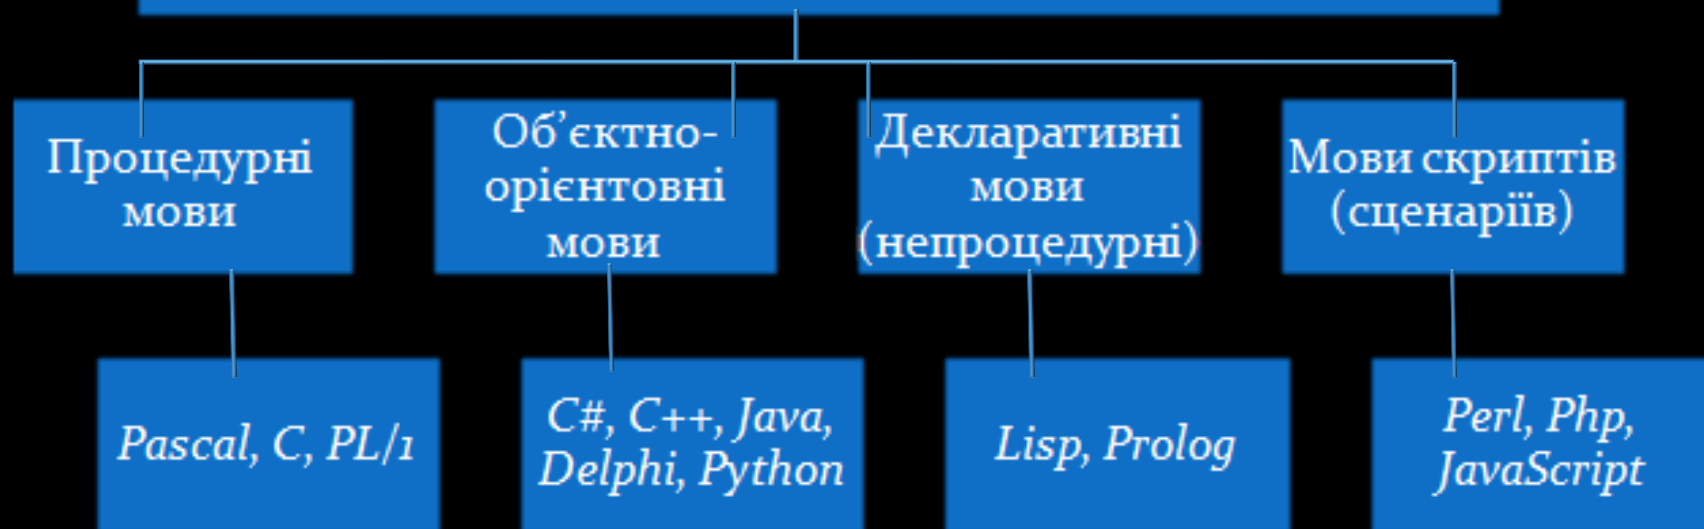 Процедурні
мови
Об’єктно-
орієнтовні
мови
Декларативні
мови
(непроцедурні)
Мови скриптів
(сценаріїв)
Pascal, C, PL/1
C#, C++, Java,
Delphi, Python
Lisp, Prolog
Perl, Php,
JavaScript